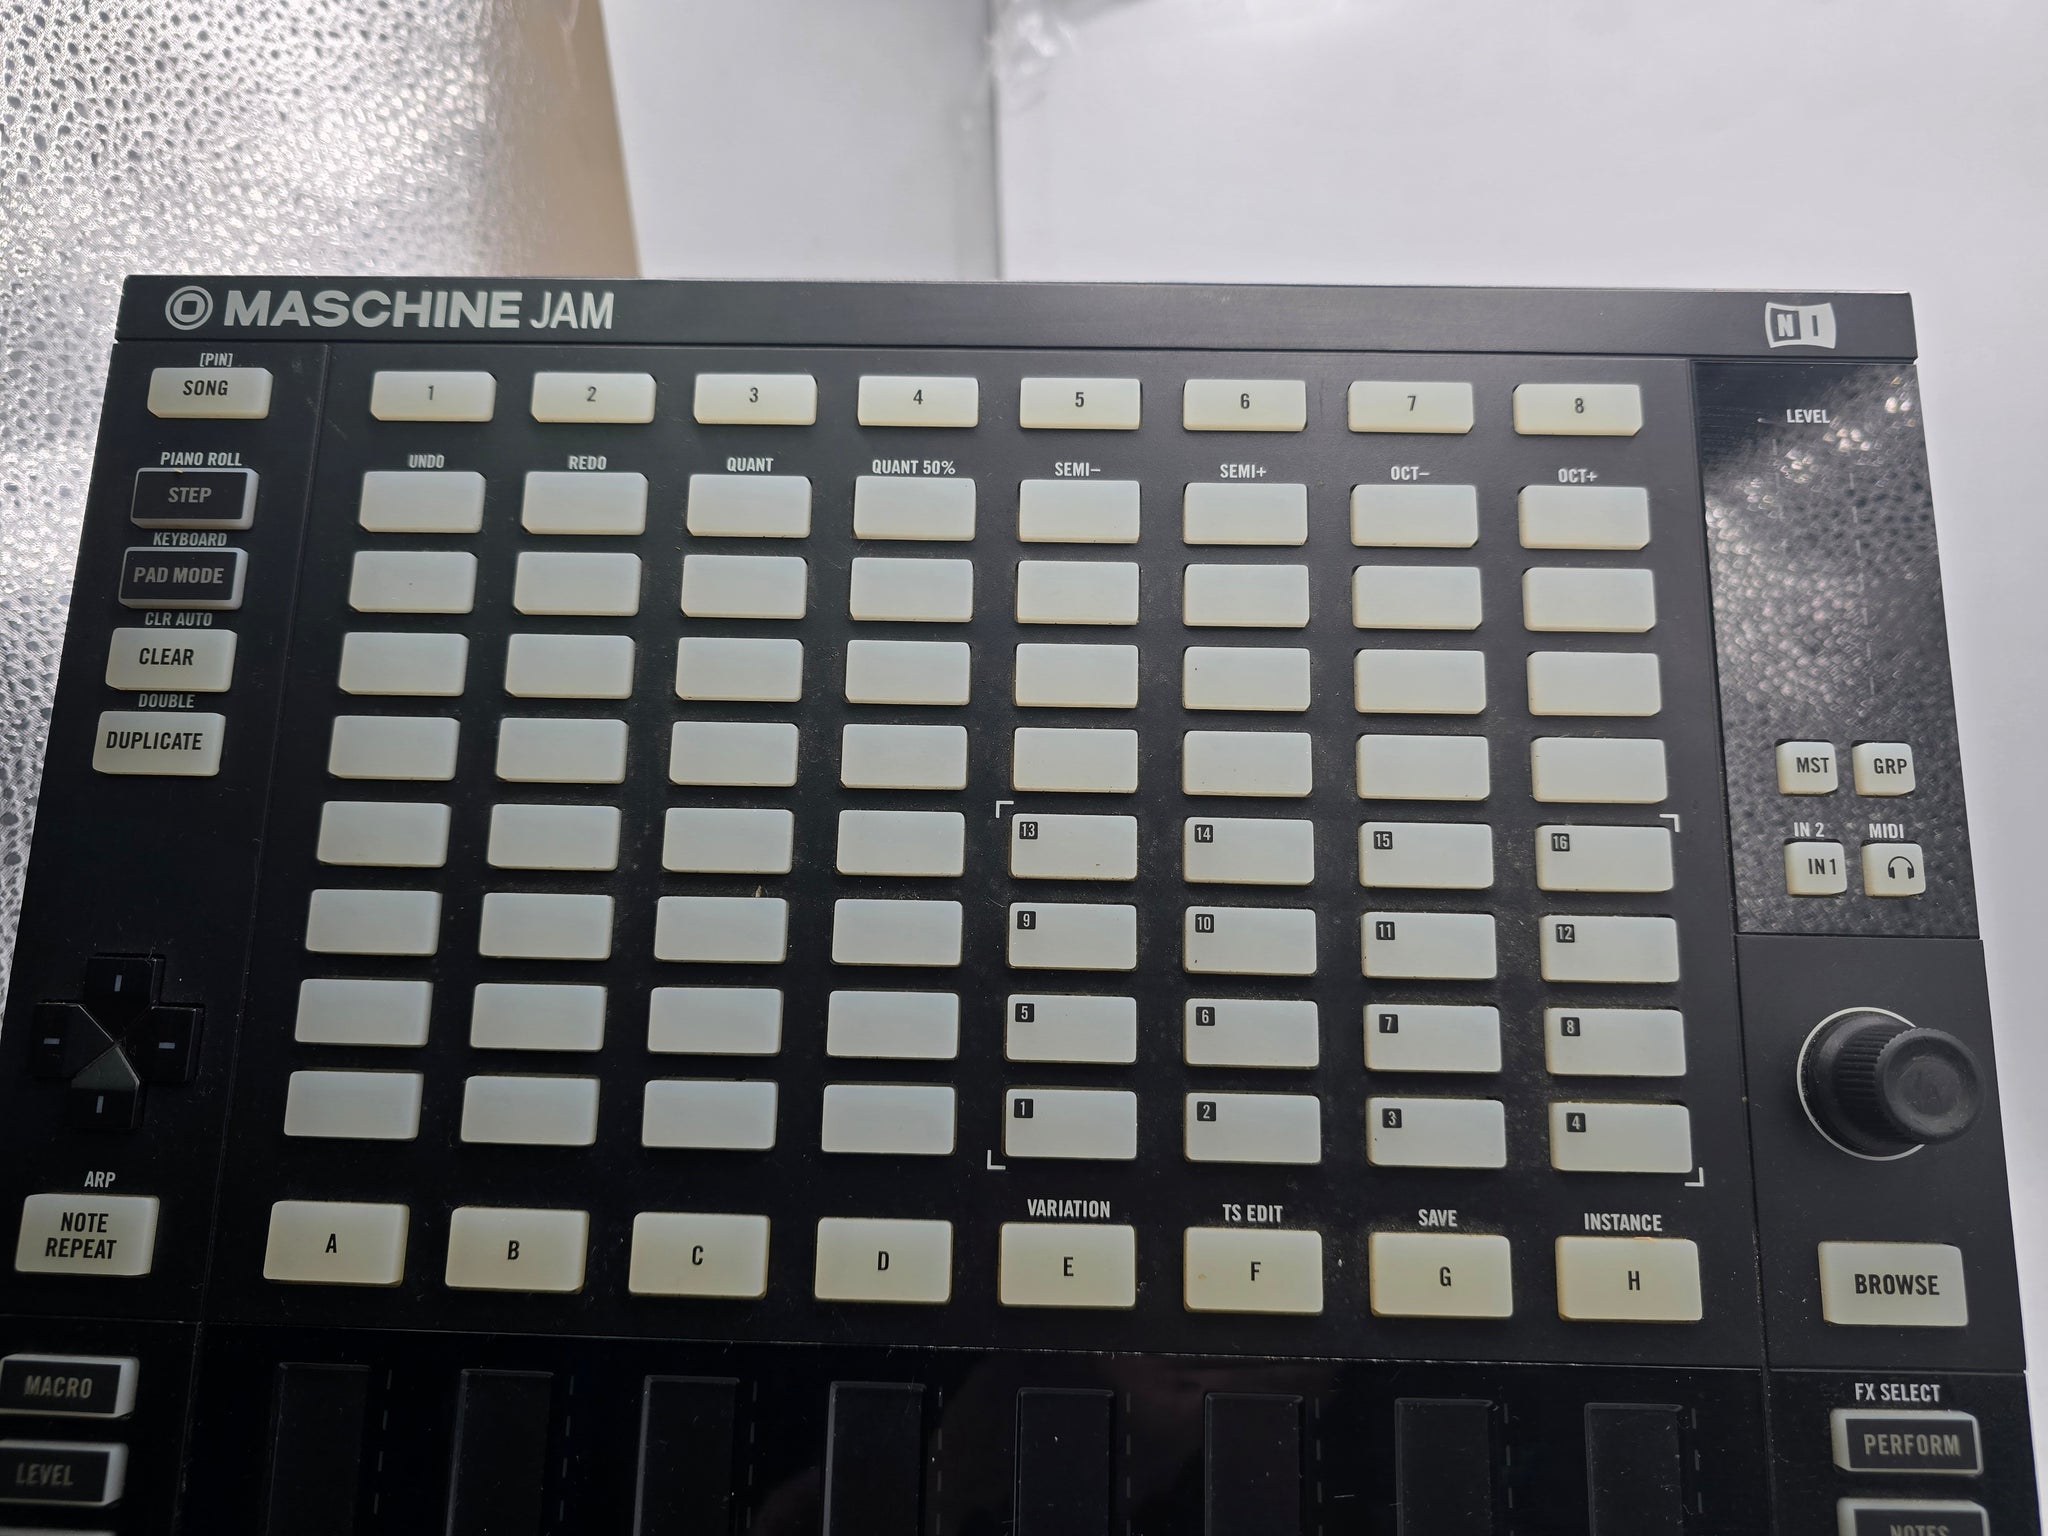 MASCHINE JAM
NI
[PIN]
SONG
1 2 3 4 5 6 7 8
LEVEL
PIANO ROLL
STEP
UNDO REDO QUANT QUANT 50% SEMI– SEMI+ OCT– OCT+
KEYBOARD
PAD MODE
CLR AUTO
CLEAR
DOUBLE
DUPLICATE
MST GRP
13 14 15 16
IN 2 MIDI
IN 1
9 10 11 12
5 6 7 8
1 2 3 4
ARP
NOTE
REPEAT
VARIATION TS EDIT SAVE INSTANCE
A B C D E F G H
BROWSE
MACRO
FX SELECT
PERFORM
LEVEL
NOTES